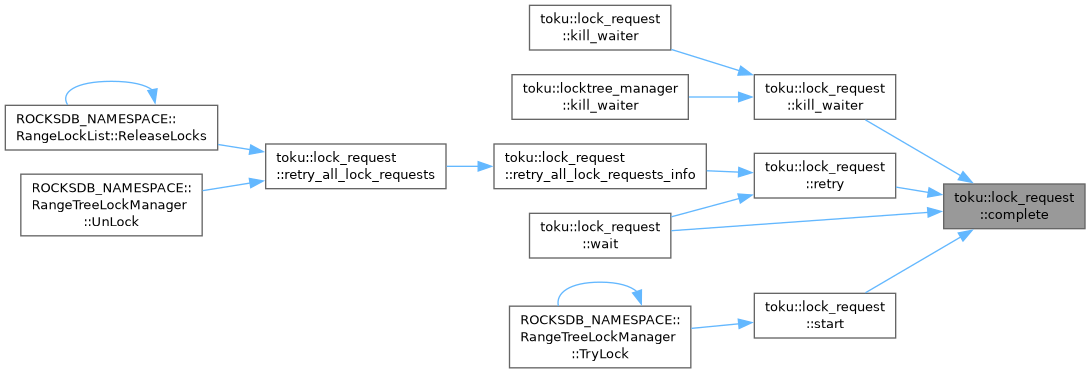 toku::lock_request
::kill_waiter
toku::locktree_manager
::kill_waiter
toku::lock_request
::kill_waiter
ROCKSDB_NAMESPACE::
RangeLockList::ReleaseLocks
toku::lock_request
::retry_all_lock_requests
toku::lock_request
::retry_all_lock_requests_info
toku::lock_request
::retry
ROCKSDB_NAMESPACE::
RangeTreeLockManager
::UnLock
toku::lock_request
::wait
toku::lock_request
::complete
ROCKSDB_NAMESPACE::
RangeTreeLockManager
::TryLock
toku::lock_request
::start